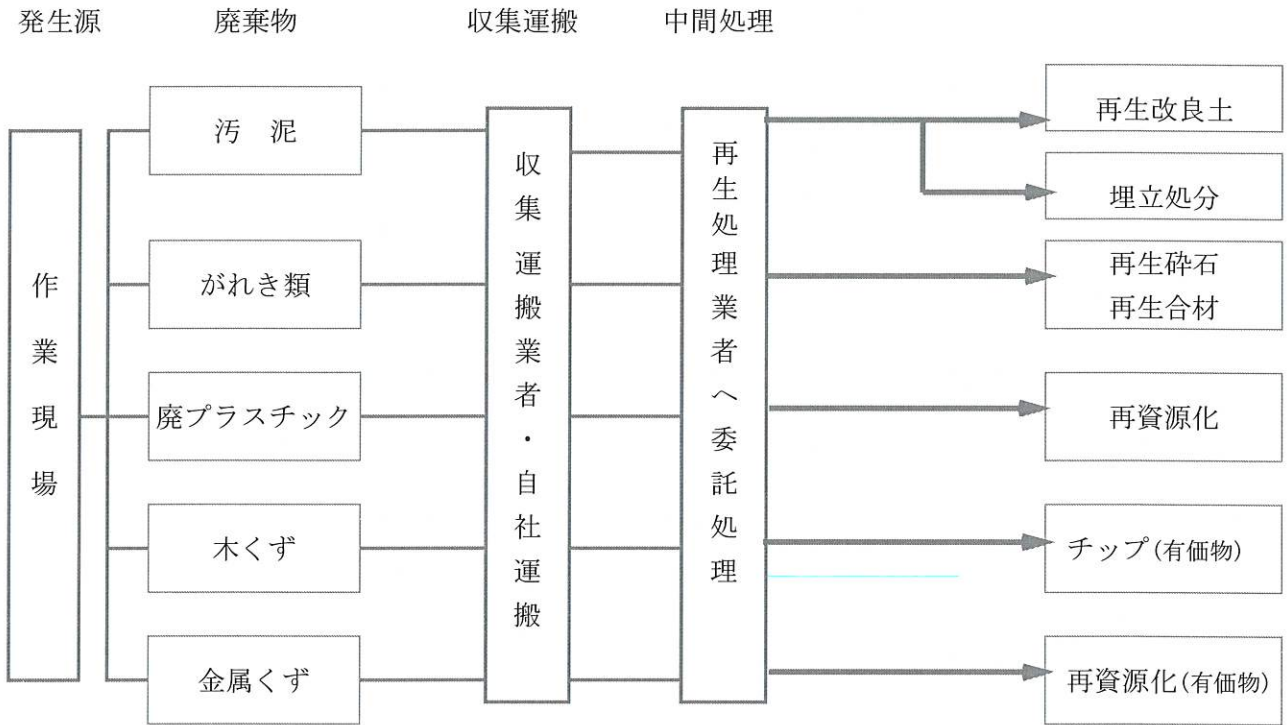 発生源 廃棄物 収集運搬 中間処理
作業現場
汚 泥
がれき類
廃プラスチック
木くず
金属くず
収集運搬業者・自社運搬
再生処理業者へ委託処理
再生改良土
埋立処分
再生砕石
再生合材
再資源化
チップ(有価物)
再資源化(有価物)